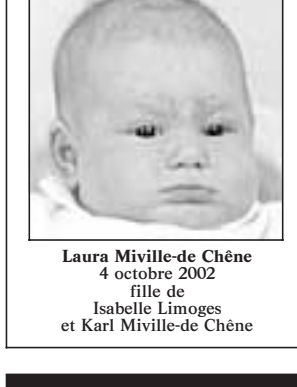 Laura Miville-de Chêne
4 octobre 2002
fille de
Isabelle Limoges
et Karl Miville-de Chêne